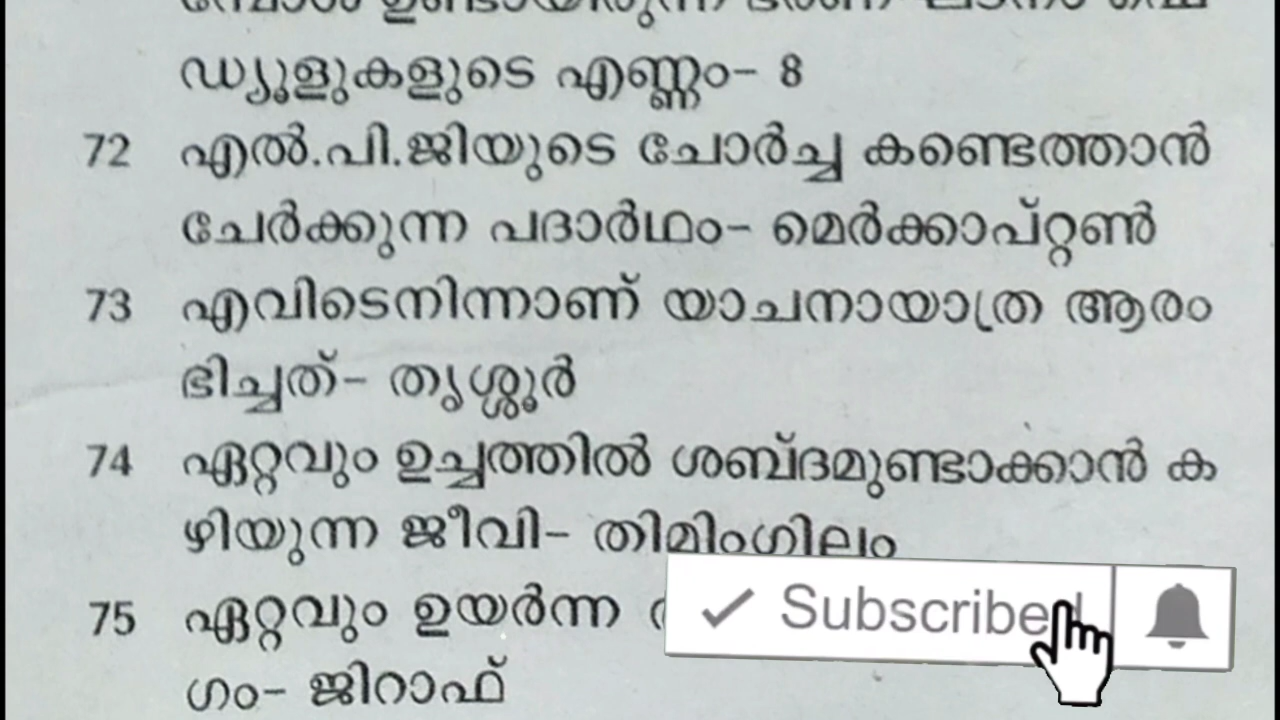 ഡ്യൂളുകളുടെ എണ്ണം- 8
72 എൽ.പി.ജിയുടെ ചോർച്ച കണ്ടെത്താൻ
ചേർക്കുന്ന പദാർഥം- മെർക്കാപ്റ്റൺ
73 എവിടെനിന്നാണ് യാചനായാത്ര ആരം
ഭിച്ചത്- തൃശ്ശൂർ
74 ഏറ്റവും ഉച്ചത്തിൽ ശബ്ദമുണ്ടാക്കാൻ ക
ഴിയുന്ന ജീവി- തിമിംഗിലം
75 ഏറ്റവും ഉയർന്ന
Subscribed
ഗം- ജിറാഫ്